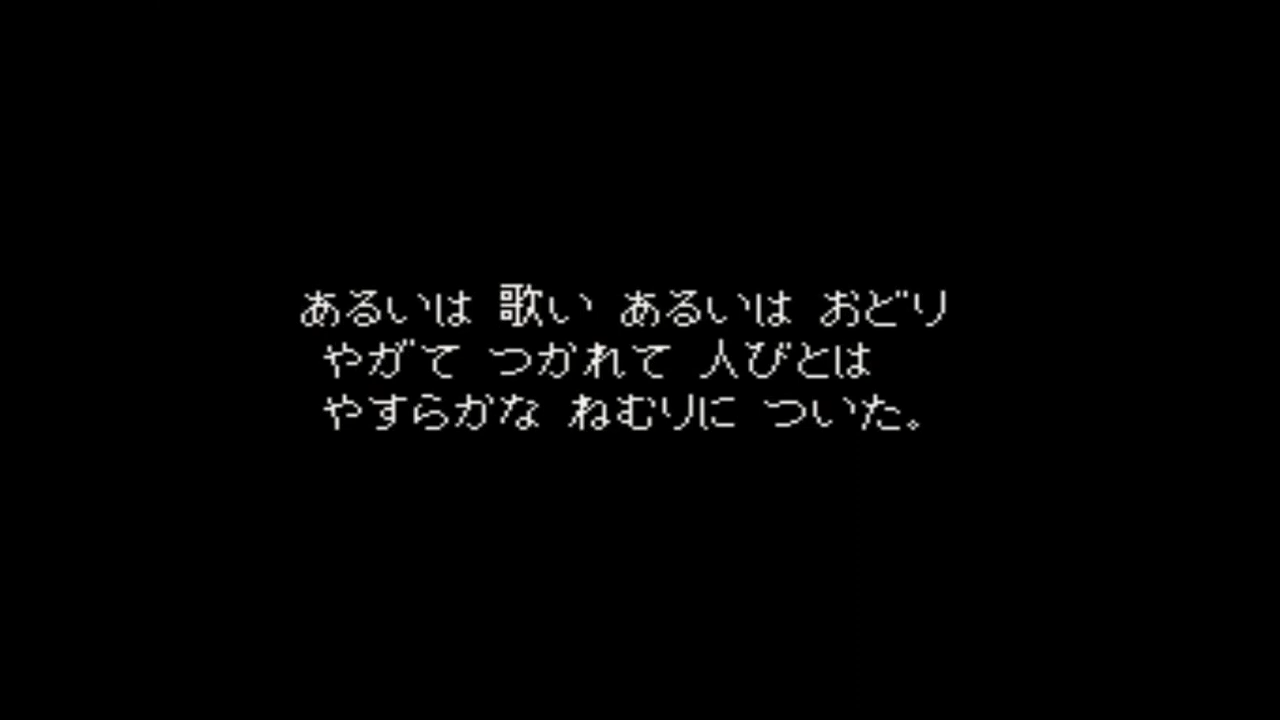 あるいは 歌い あるいは おどり
やがて つかれて 人びとは
やすらかな ねむりに ついた。